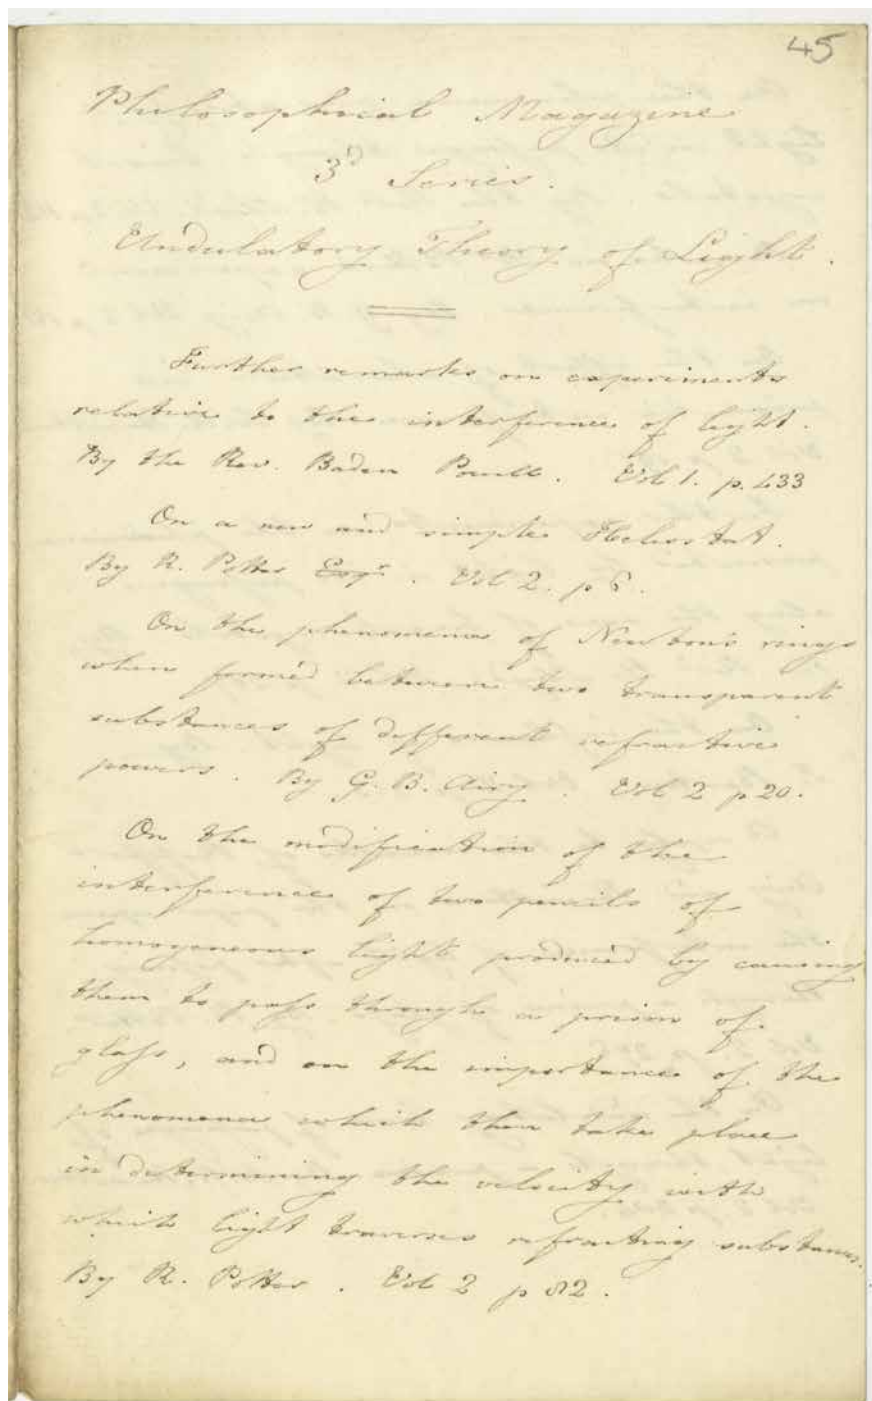 45
Philosophical Magazine
3d Series.
Undulatory Theory of Light.
Further remarks on experiments
relative to the interference of light.
By the Rev. Baden Powell. Vol 1. p. 433
On a new and simple Heliostat.
By R. Potter Esqr. Vol 2. p 6.
On the phenomena of Newton's rings
when formed between two transparent
substances of different refractive
powers. By G. B. Airy. Vol 2 p 20.
On the modification of the
interference of two pencils of
homogeneous light produced by causing
them to pass through a prism of
glass, and on the importance of the
phenomena which then take place
in determining the velocity with
which light traverses refracting substances.
By R. Potter. Vol 2 p 82.